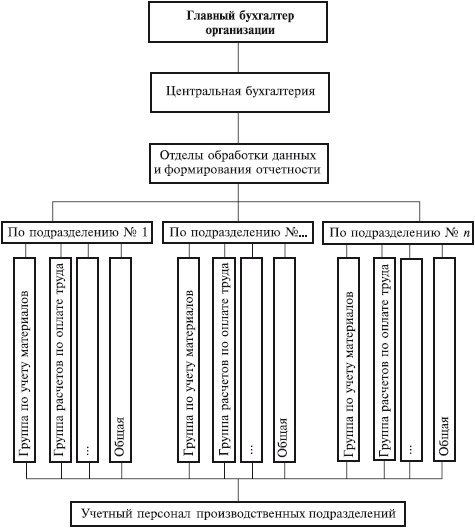 Главный бухгалтер
организации
Центральная бухгалтерия
Отделы обработки данных
и формирования отчетности
По подразделению № 1
По подразделению №...
По подразделению № n
Группа по учету материалов
Группа расчетов по оплате труда
...
Общая
Группа по учету материалов
Группа расчетов по оплате труда
...
Общая
Группа по учету материалов
Группа расчетов по оплате труда
...
Общая
Учетный персонал производственных подразделений